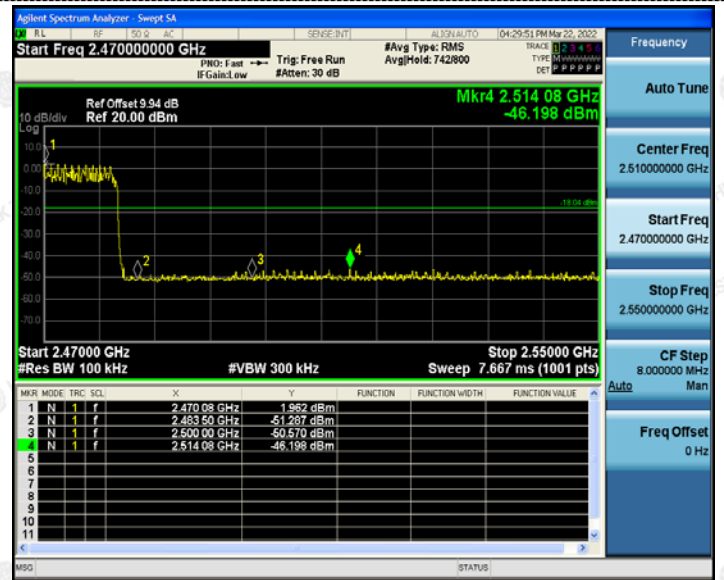 Agilent Spectrum Analyzer - Swept SA
RL RF 50 Ω AC SENSE:INT ALIGN AUTO 04:29:51 PM Mar 22, 2022
Start Freq 2.470000000 GHz
PNO: Fast
IFGain:Low
Trig: Free Run
#Atten: 30 dB
#Avg Type: RMS
Avg|Hold: 742/800
TRACE 1 2 3 4 5 6
TYPE M
DET P P P P P P
Ref Offset 9.94 dB
10 dB/div Ref 20.00 dBm
Log
Mkr4 2.514 08 GHz
-46.198 dBm
10.0
0.00
-10.0
-20.0
-30.0
-40.0
-50.0
-60.0
-70.0
1
2
3
4
-18.04 dBm
Start 2.47000 GHz Stop 2.55000 GHz
#Res BW 100 kHz #VBW 300 kHz Sweep 7.667 ms (1001 pts)
MKR MODE TRC SCL X Y FUNCTION FUNCTION WIDTH FUNCTION VALUE
1 N 1 f 2.470 08 GHz 1.962 dBm
2 N 1 f 2.483 50 GHz -51.287 dBm
3 N 1 f 2.500 00 GHz -50.570 dBm
4 N 1 f 2.514 08 GHz -46.198 dBm
5
6
7
8
9
10
11
MSG STATUS
Frequency
Auto Tune
Center Freq
2.510000000 GHz
Start Freq
2.470000000 GHz
Stop Freq
2.550000000 GHz
CF Step
8.000000 MHz
Auto Man
Freq Offset
0 Hz